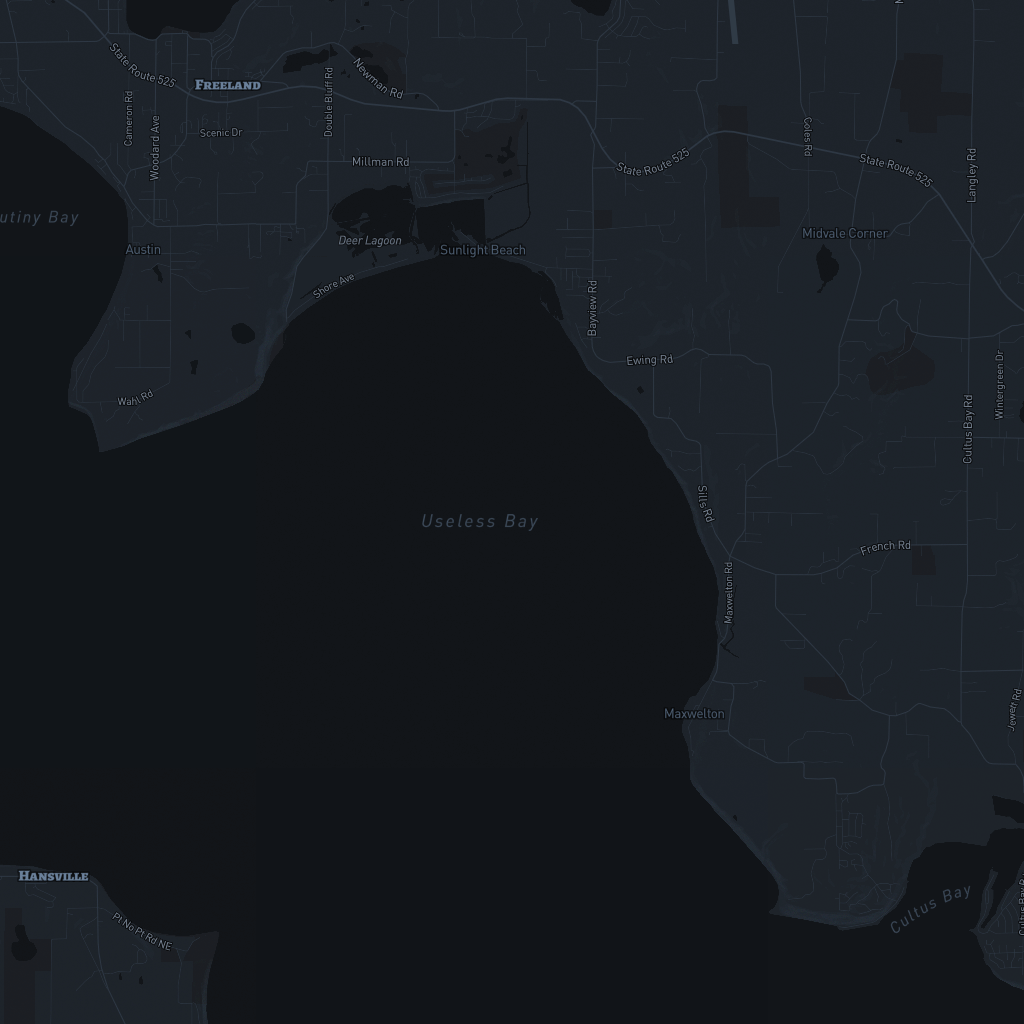 State Route 525
FREELAND
Newman Rd
Double Bluff Rd
Cameron Rd
Woodard Ave
Scenic Dr
Millman Rd
State Route 525
Coles Rd
State Route 525
Langley Rd
utiny Bay
Austin
Deer Lagoon
Sunlight Beach
Midvale Corner
Shore Ave
Bayview Rd
Ewing Rd
Wintergreen Dr
Wahl Rd
Cultus Bay Rd
Useless Bay
Sills Rd
French Rd
Maxwelton Rd
Maxwelton
Jewett Rd
HANSVILLE
Cultus Bay
Cultus Bay R
Pt No Pt Rd NE